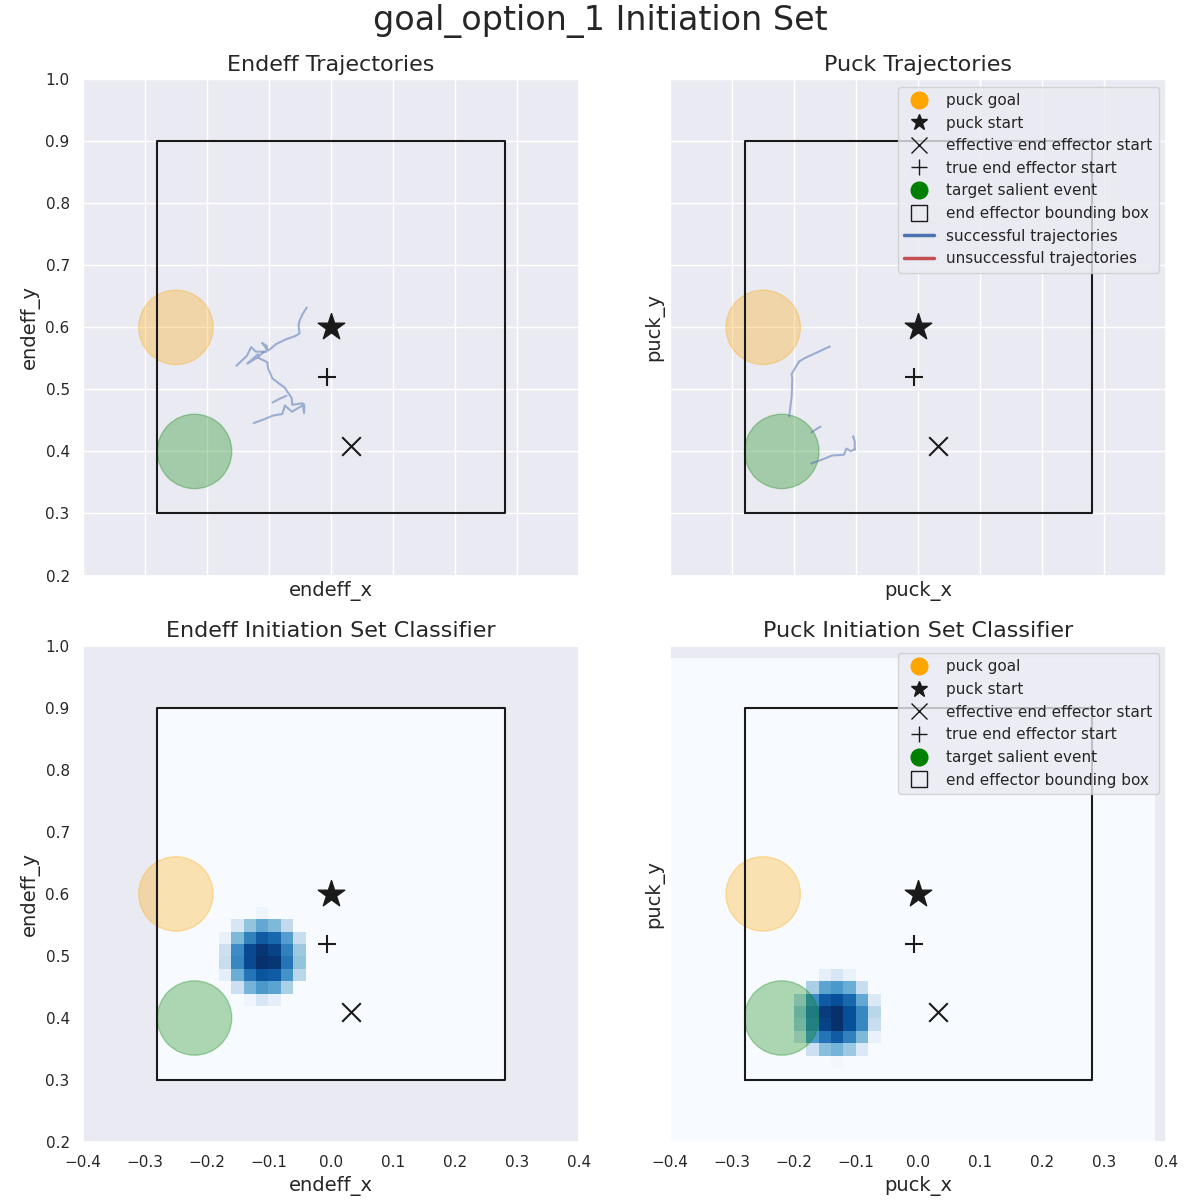 goal_option_1 Initiation Set
Endeff Trajectories
Puck Trajectories
1.0
0.9
0.8
0.7
0.6
0.5
0.4
0.3
0.2
endeff_y
endeff_x
puck_y
puck_x
puck goal
puck start
effective end effector start
true end effector start
target salient event
end effector bounding box
successful trajectories
unsuccessful trajectories
Endeff Initiation Set Classifier
Puck Initiation Set Classifier
1.0
0.9
0.8
0.7
0.6
0.5
0.4
0.3
0.2
endeff_y
−0.4 −0.3 −0.2 −0.1 0.0 0.1 0.2 0.3 0.4
endeff_x
puck_y
puck goal
puck start
effective end effector start
true end effector start
target salient event
end effector bounding box
−0.4 −0.3 −0.2 −0.1 0.0 0.1 0.2 0.3 0.4
puck_x